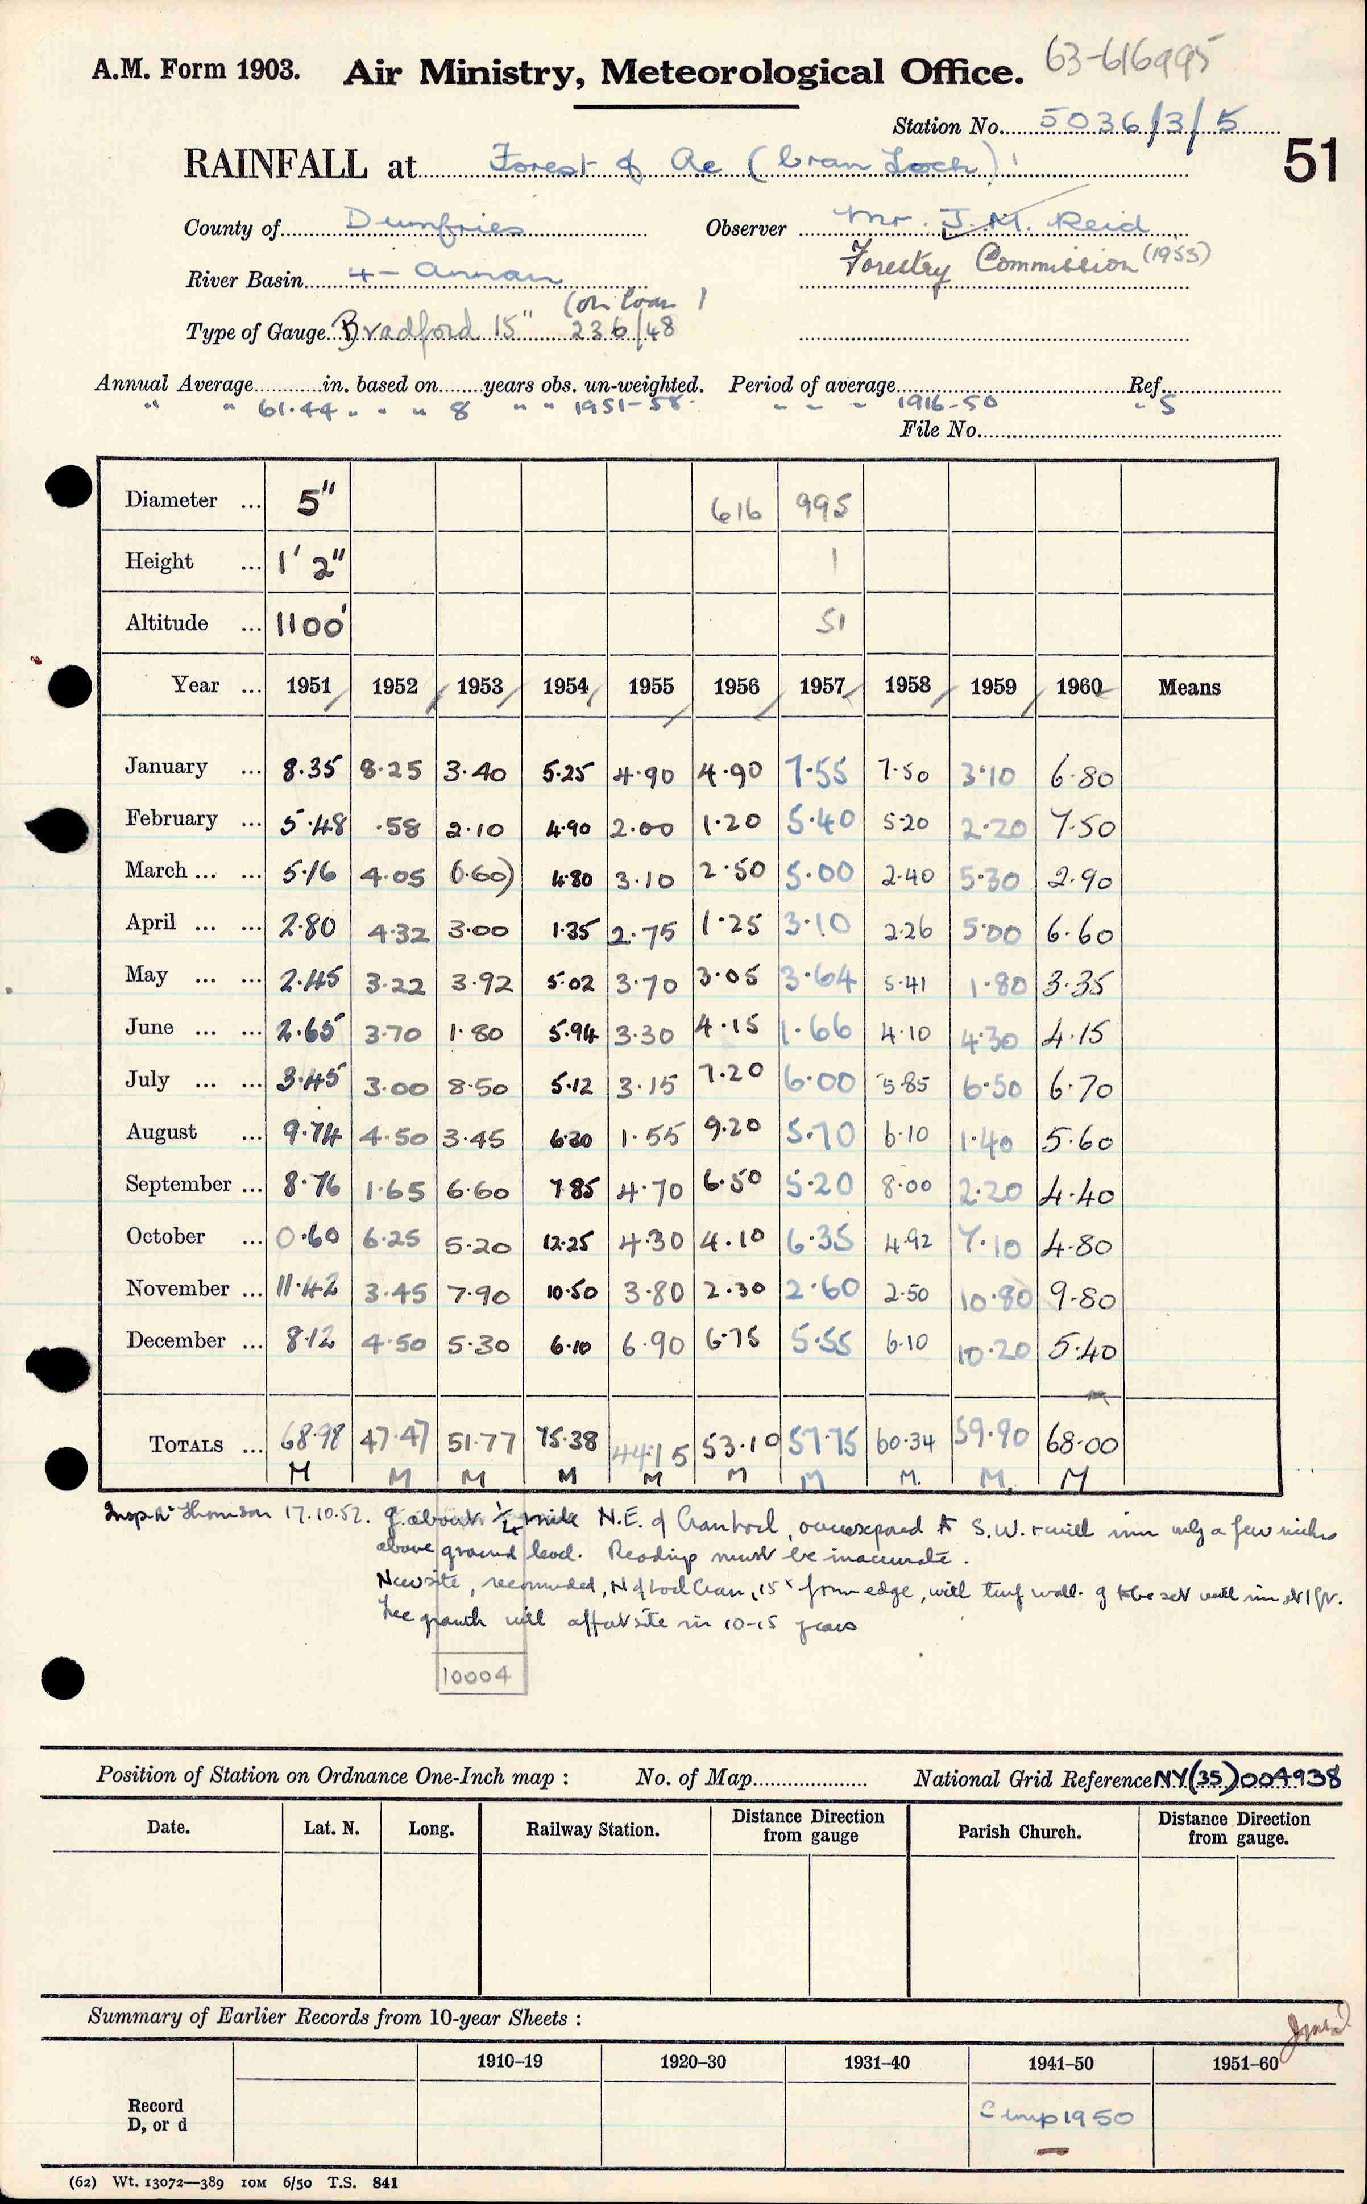 63-616995
A.M. Form 1903. Air Ministry, Meteorological Office.
Station No. 5036/3/5
51
RAINFALL at Forest of Ae (Cran Loch)
County of Dumfries Observer Mr. J. M. Reid
Forestry Commission (1953)
River Basin 4 - Annan
(on loan)
Type of Gauge Bradford 15" 236/48
Annual Average in. based on years obs. un-weighted. Period of average Ref.
" " 61.44 " " " 8 " " 1951-58 " " " 1916-50 " 5
File No.
Diameter ... 5" 616 995
Height ... 1' 2" 1
Altitude ... 1100' 51
Year ... 1951 1952 1953 1954 1955 1956 1957 1958 1959 1960 Means
January ... 8.35 8.25 3.40 5.25 4.90 4.90 7.55 7.50 3.10 6.80
February ... 5.48 .58 2.10 4.90 2.00 1.20 5.40 5.20 2.20 7.50
March ... ... 5.16 4.05 (0.60) 4.80 3.10 2.50 5.00 2.40 5.30 2.90
April ... ... 2.80 4.32 3.00 1.35 2.75 1.25 3.10 2.26 5.00 6.60
May ... ... 2.45 3.22 3.92 5.02 3.70 3.05 3.64 5.41 1.80 3.35
June ... ... 2.65 3.70 1.80 5.94 3.30 4.15 1.66 4.10 4.30 4.15
July ... ... 3.45 3.00 8.50 5.12 3.15 7.20 6.00 5.85 6.50 6.70
August ... 9.74 4.50 3.45 6.30 1.55 9.20 5.70 6.10 1.40 5.60
September ... 8.76 1.65 6.60 7.85 4.70 6.50 5.20 8.00 2.20 4.40
October ... 0.60 6.25 5.20 12.25 4.30 4.10 6.35 4.92 7.10 4.80
November ... 11.42 3.45 7.90 10.50 3.80 2.30 2.60 2.50 10.80 9.80
December ... 8.12 4.50 5.30 6.10 6.90 6.75 5.55 6.10 10.20 5.40
TOTALS ... 68.98 47.47 51.77 75.38 44.15 53.10 57.75 60.34 59.90 68.00
M M M M M M M M. M. M
Insp. Thomson 17.10.52. g. about 1/4 mile N.E. of Cran Loch, overexposed to S.W. with rim only a few inches
above ground level. Readings must be inaccurate.
New site, recommended, N of Loch Cran, 15x from edge, with turf wall. g to be set with rim at 1 ft.
Tree growth will affect site in 10-15 years
10004
Position of Station on Ordnance One-Inch map : No. of Map National Grid Reference NY(35)004938
Date. Lat. N. Long. Railway Station. Distance Direction from gauge Parish Church. Distance Direction from gauge.
Summary of Earlier Records from 10-year Sheets :
1910–19 1920–30 1931–40 1941–50 1951–60
Record
D, or d
Cmp 1950
(62) Wt. 13072—389 10M 6/50 T.S. 841